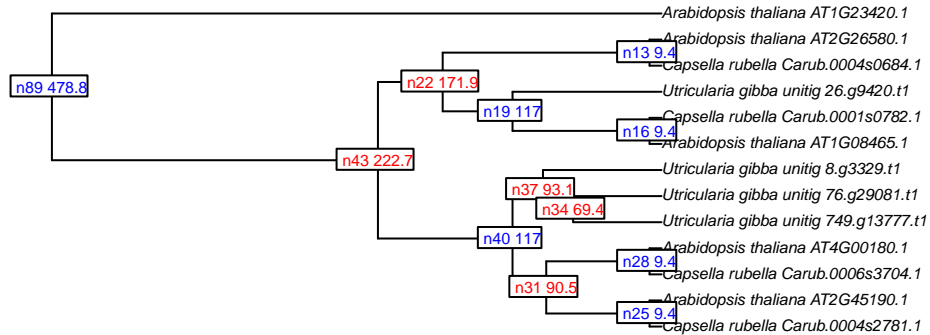 Arabidopsis thaliana AT1G23420.1
Arabidopsis thaliana AT2G26580.1
n13 9.4
Capsella rubella Carub.0004s0684.1
n22 171.9
n89 478.8
Utricularia gibba unitig 26.g9420.t1
n19 117
Capsella rubella Carub.0001s0782.1
n16 9.4
Arabidopsis thaliana AT1G08465.1
n43 222.7
Utricularia gibba unitig 8.g3329.t1
n37 93.1
Utricularia gibba unitig 76.g29081.t1
n34 69.4
Utricularia gibba unitig 749.g13777.t1
n40 117
Arabidopsis thaliana AT4G00180.1
n28 9.4
Capsella rubella Carub.0006s3704.1
n31 90.5
Arabidopsis thaliana AT2G45190.1
n25 9.4
Capsella rubella Carub.0004s2781.1